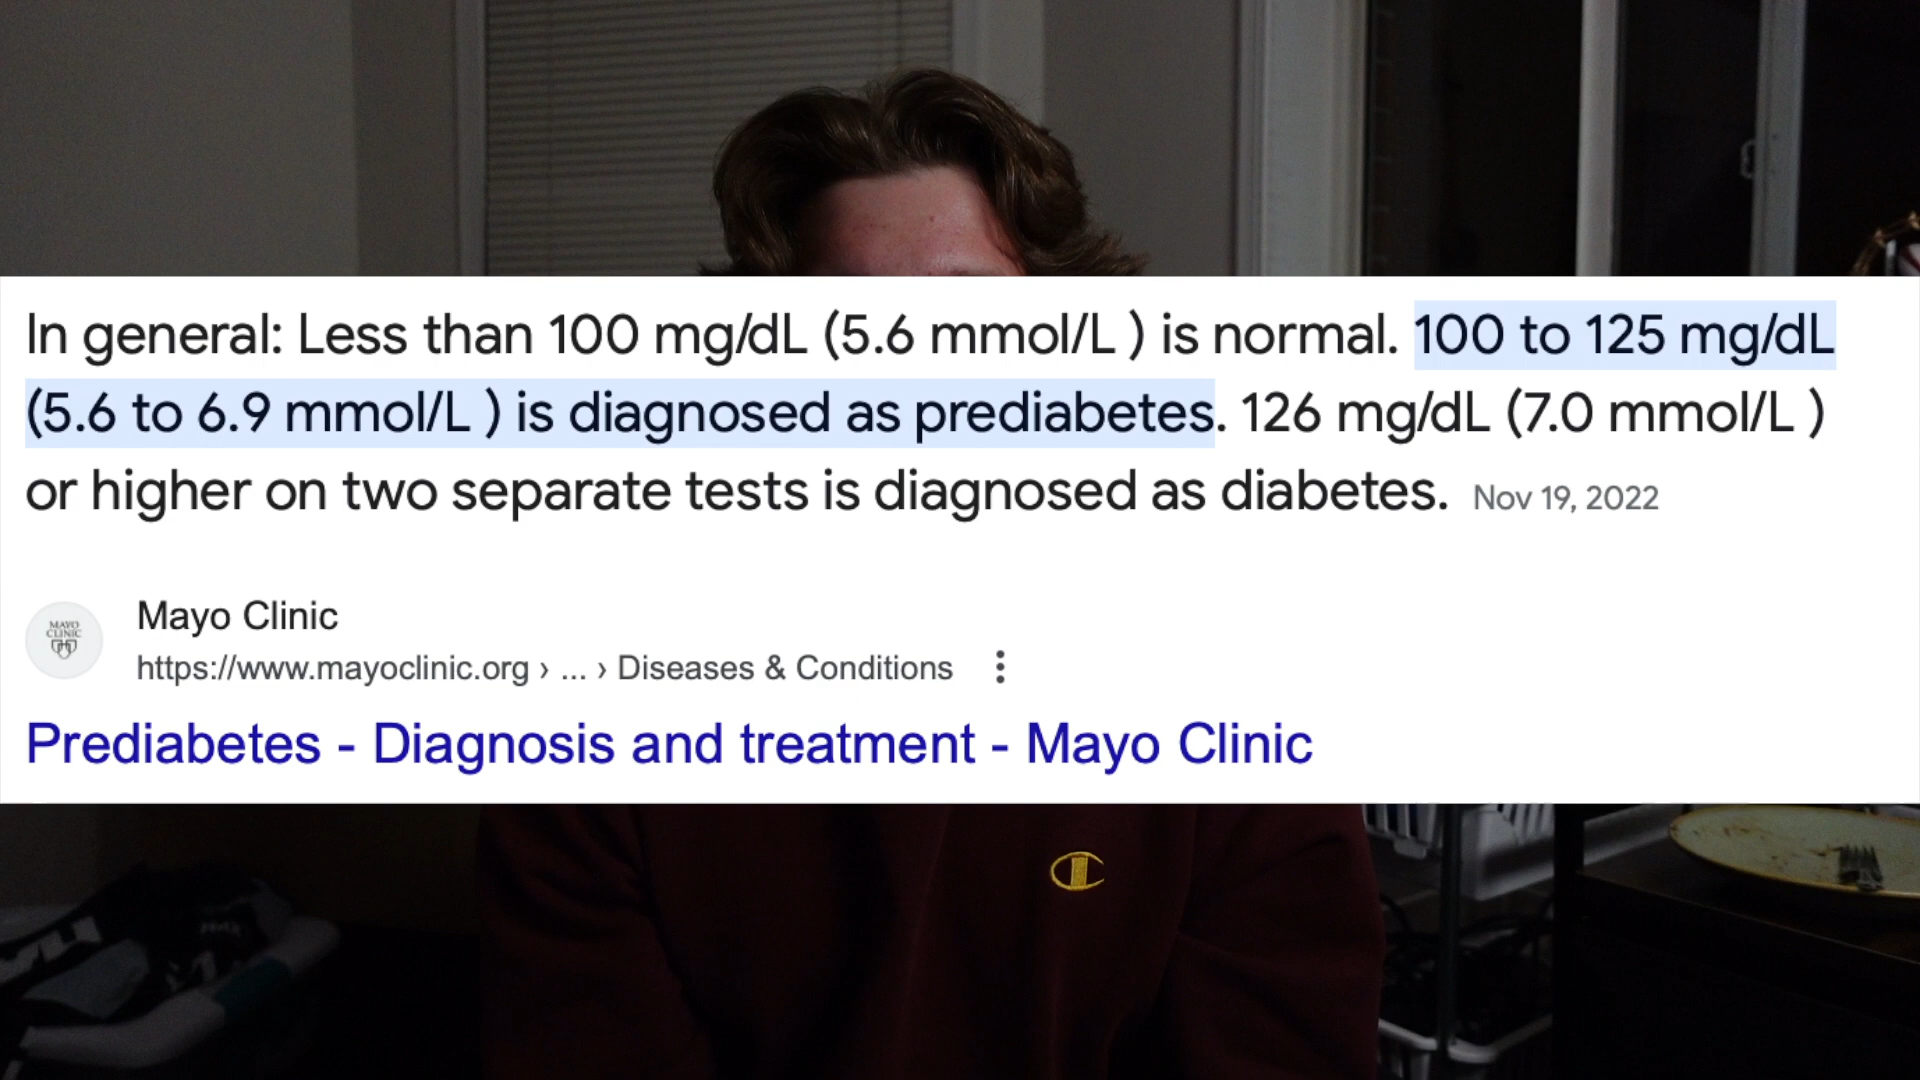 In general: Less than 100 mg/dL (5.6 mmol/L ) is normal. 100 to 125 mg/dL
(5.6 to 6.9 mmol/L ) is diagnosed as prediabetes. 126 mg/dL (7.0 mmol/L )
or higher on two separate tests is diagnosed as diabetes. Nov 19, 2022
MAYO
CLINIC
Mayo Clinic
https://www.mayoclinic.org › ... › Diseases & Conditions
Prediabetes - Diagnosis and treatment - Mayo Clinic